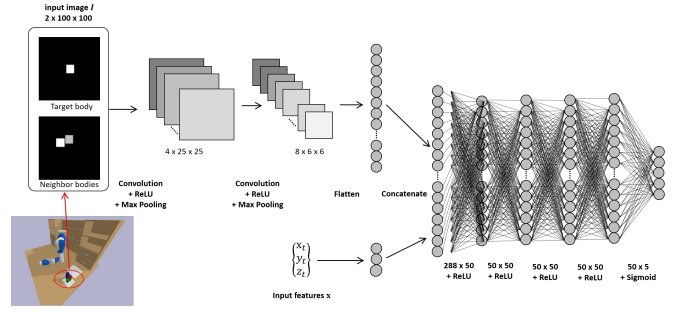 input image I
2 x 100 x 100
Target body
Neighbor bodies
4 x 25 x 25
8 x 6 x 6
Convolution
+ ReLU
+ Max Pooling
Convolution
+ ReLU
+ Max Pooling
Flatten
Concatenate
x_t
y_t
z_t
Input features x
288 x 50
+ ReLU
50 x 50
+ ReLU
50 x 50
+ ReLU
50 x 50
+ ReLU
50 x 5
+ Sigmoid